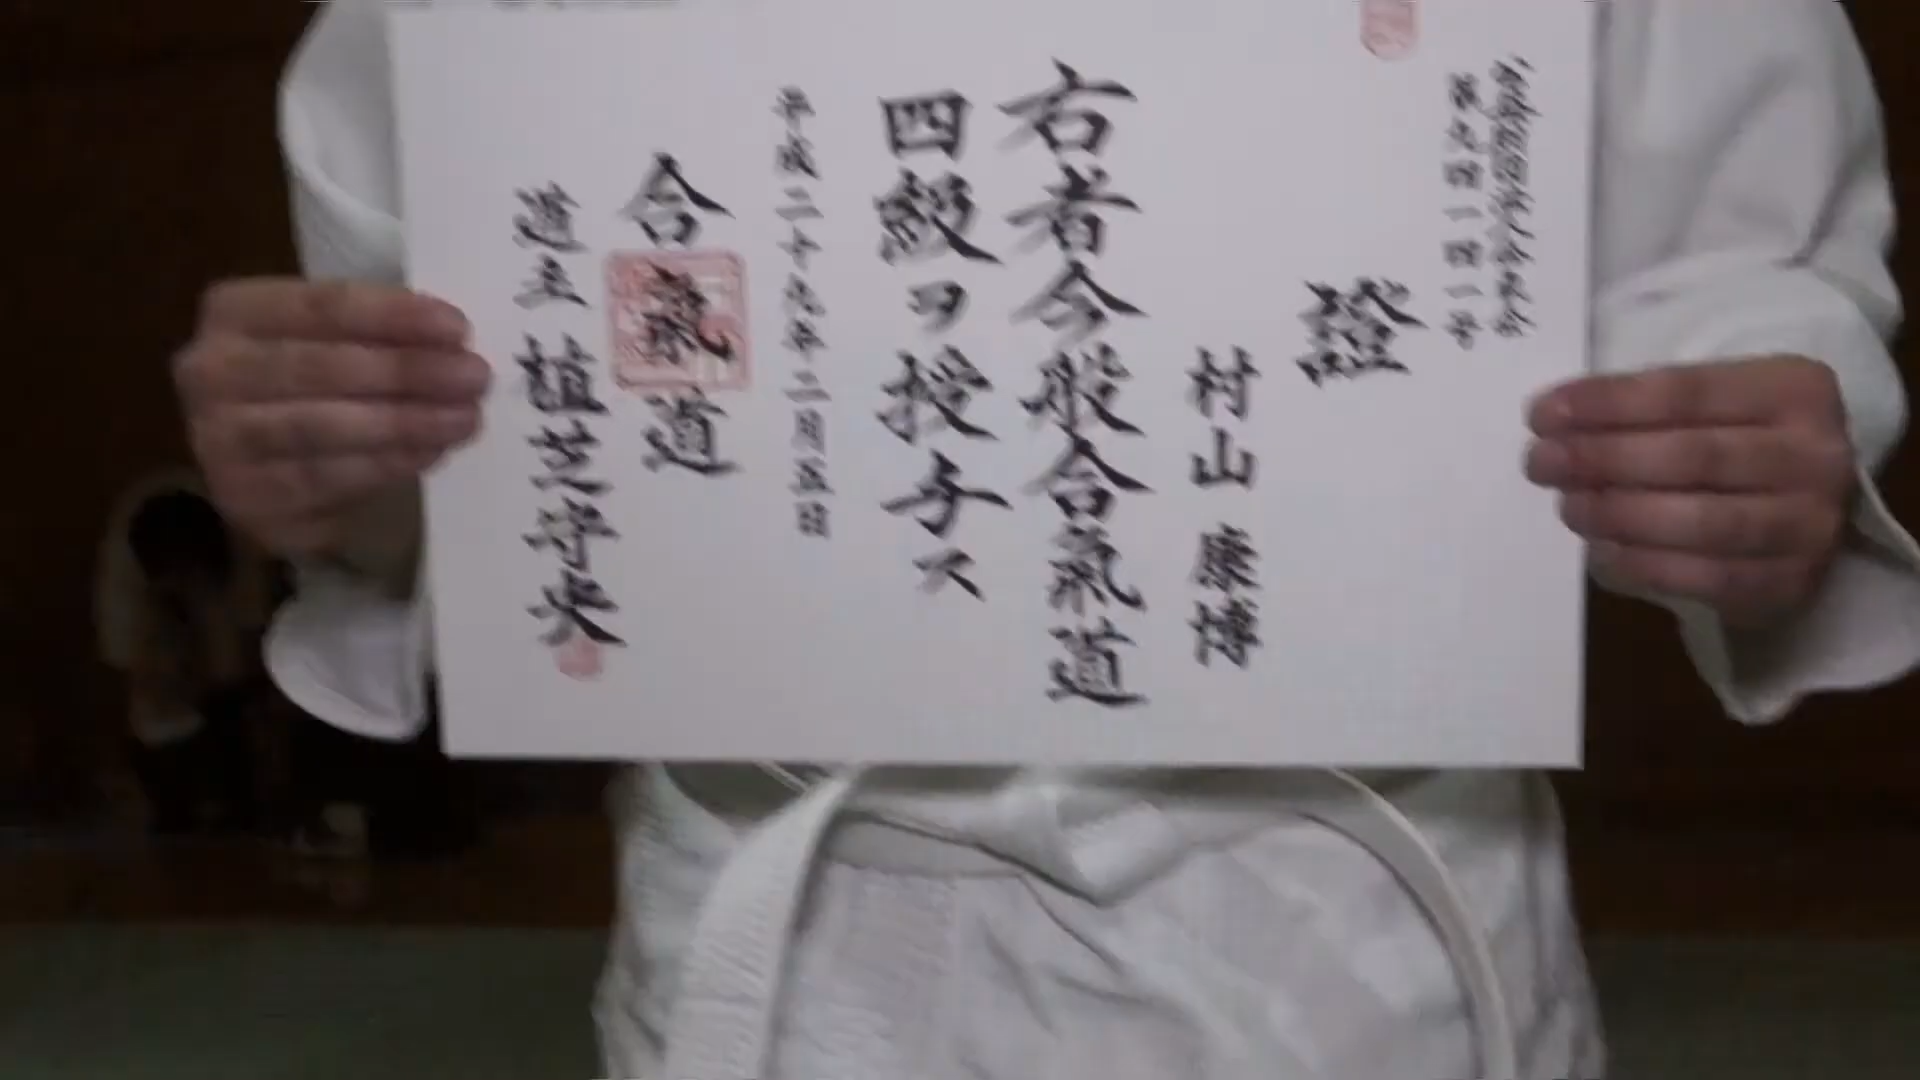 證
村山 康博
右者今般合氣道
四段ヲ授与ス
平成二十九年二月五日
合氣道
道主 植芝守央